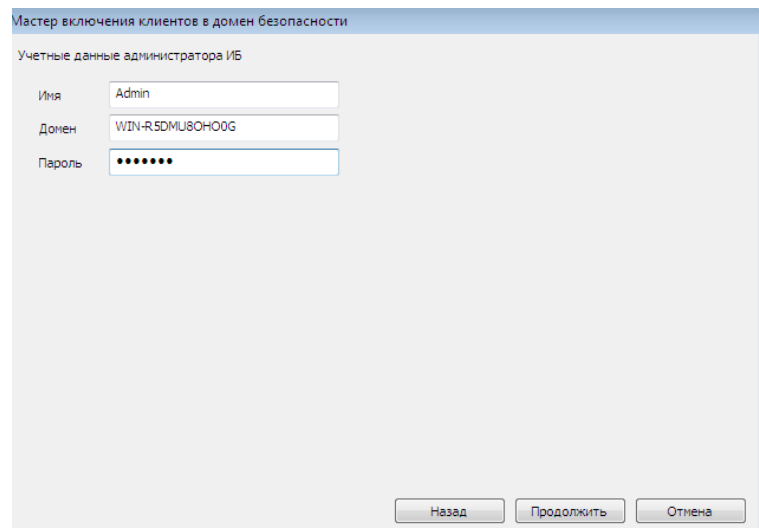 Мастер включения клиентов в домен безопасности
Учетные данные администратора ИБ
Имя Admin
Домен WIN-R5DMU8OHO0G
Пароль •••••••
Назад Продолжить Отмена